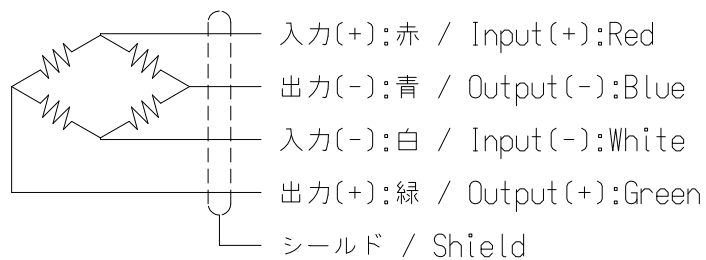 入力(+):赤 / Input(+):Red
出力(-):青 / Output(-):Blue
入力(-):白 / Input(-):White
出力(+):緑 / Output(+):Green
シールド / Shield